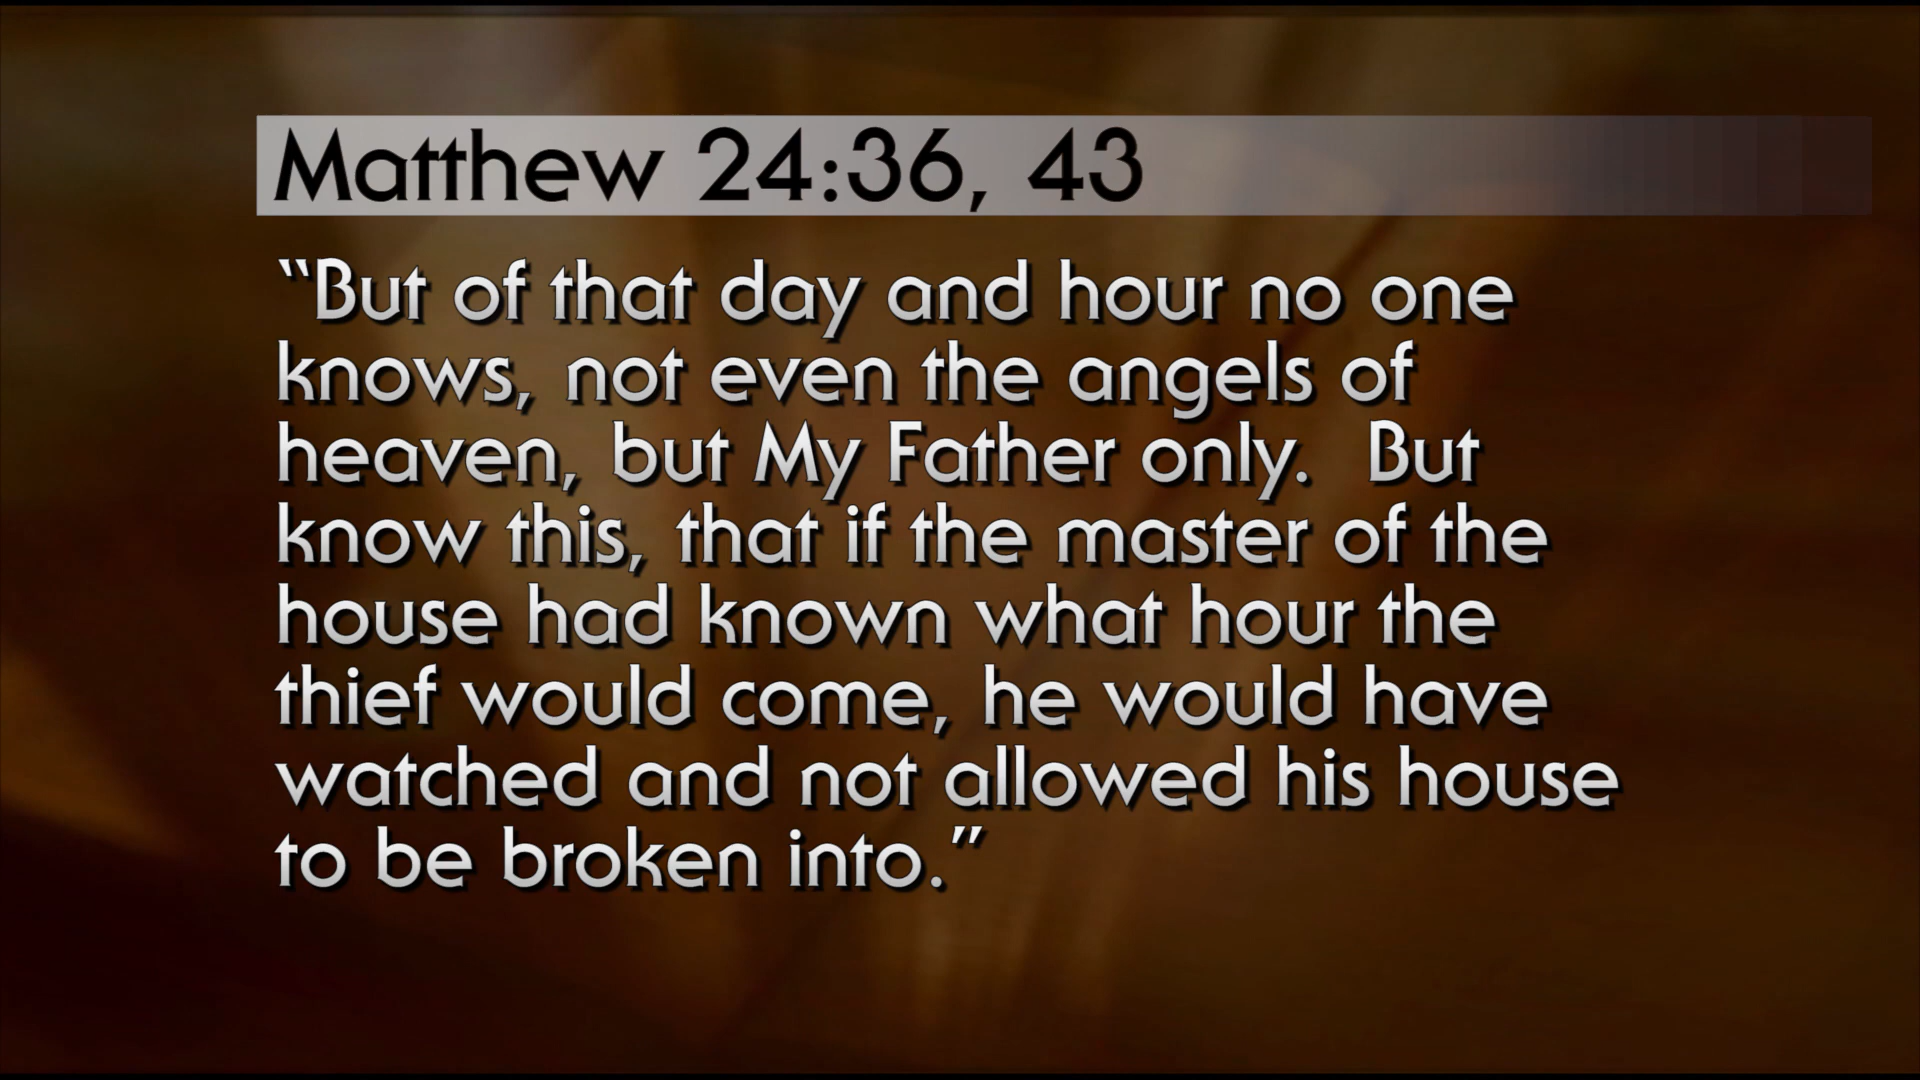 Matthew 24:36, 43
“But of that day and hour no one
knows, not even the angels of
heaven, but My Father only.  But
know this, that if the master of the
house had known what hour the
thief would come, he would have
watched and not allowed his house
to be broken into.”